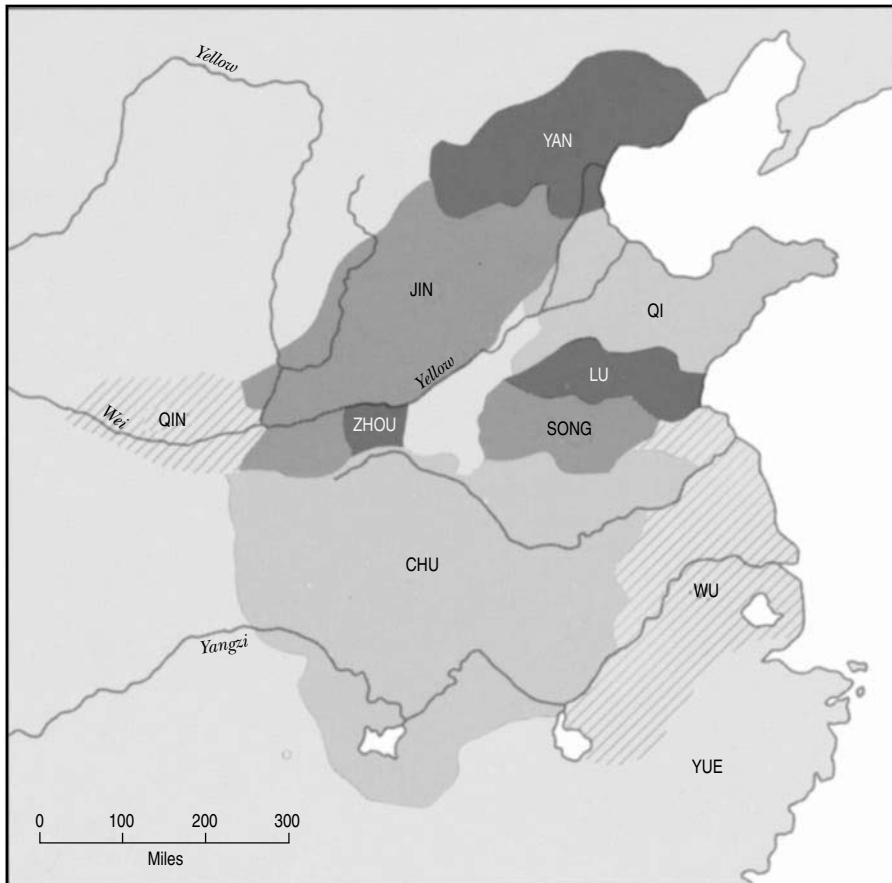 Yellow
YAN
JIN
QI
Yellow
LU
Wei
QIN
ZHOU
SONG
CHU
WU
Yangzi
YUE
0 100 200 300
Miles